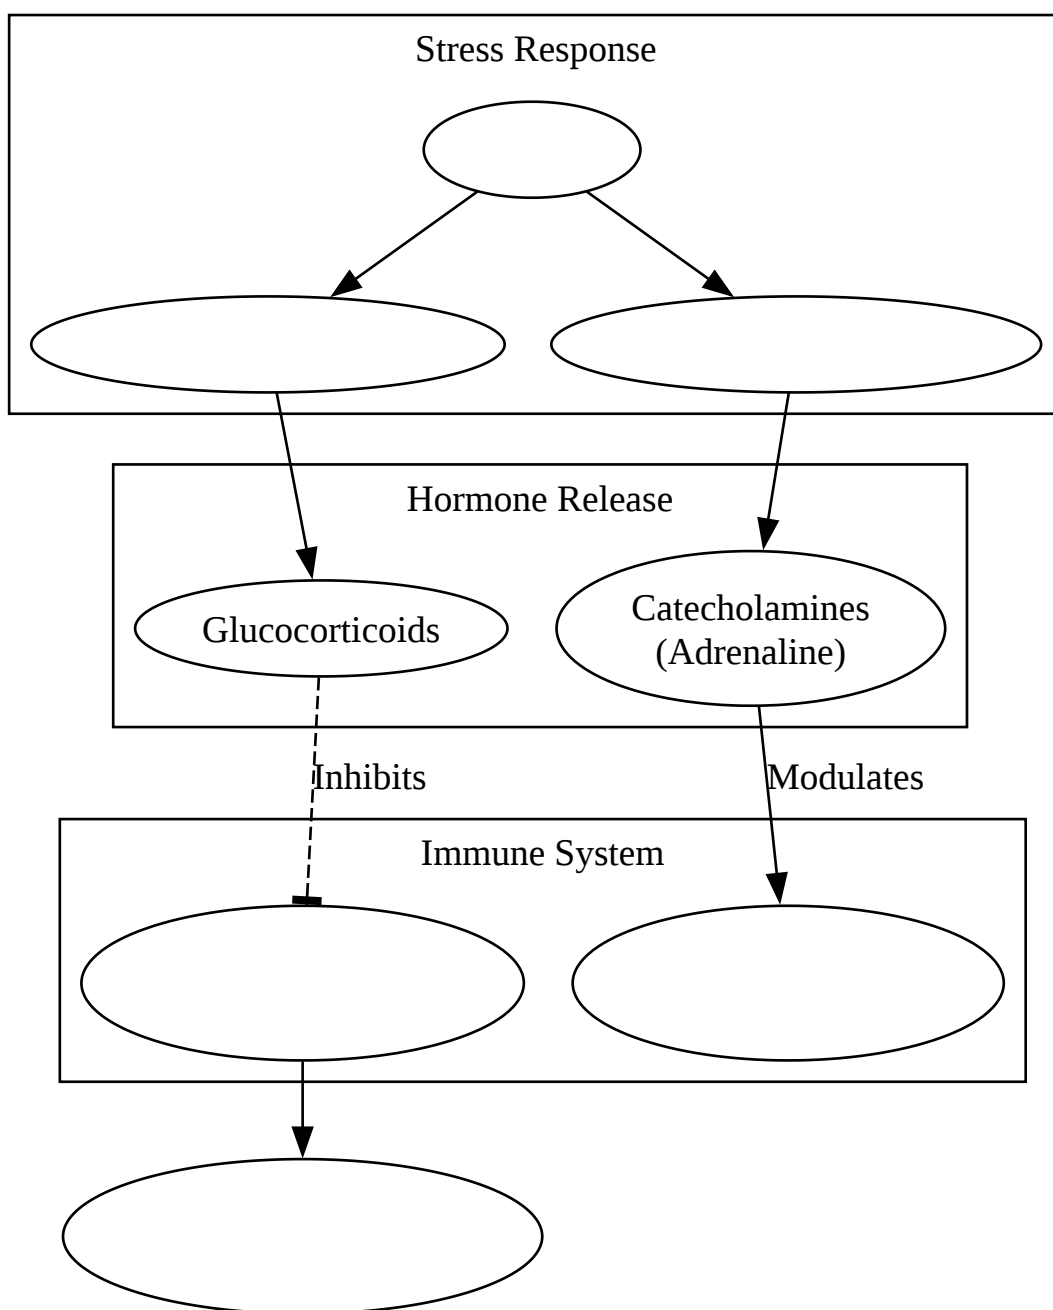 Stress Response
Hormone Release
Glucocorticoids
Catecholamines
(Adrenaline)
Inhibits
Modulates
Immune System